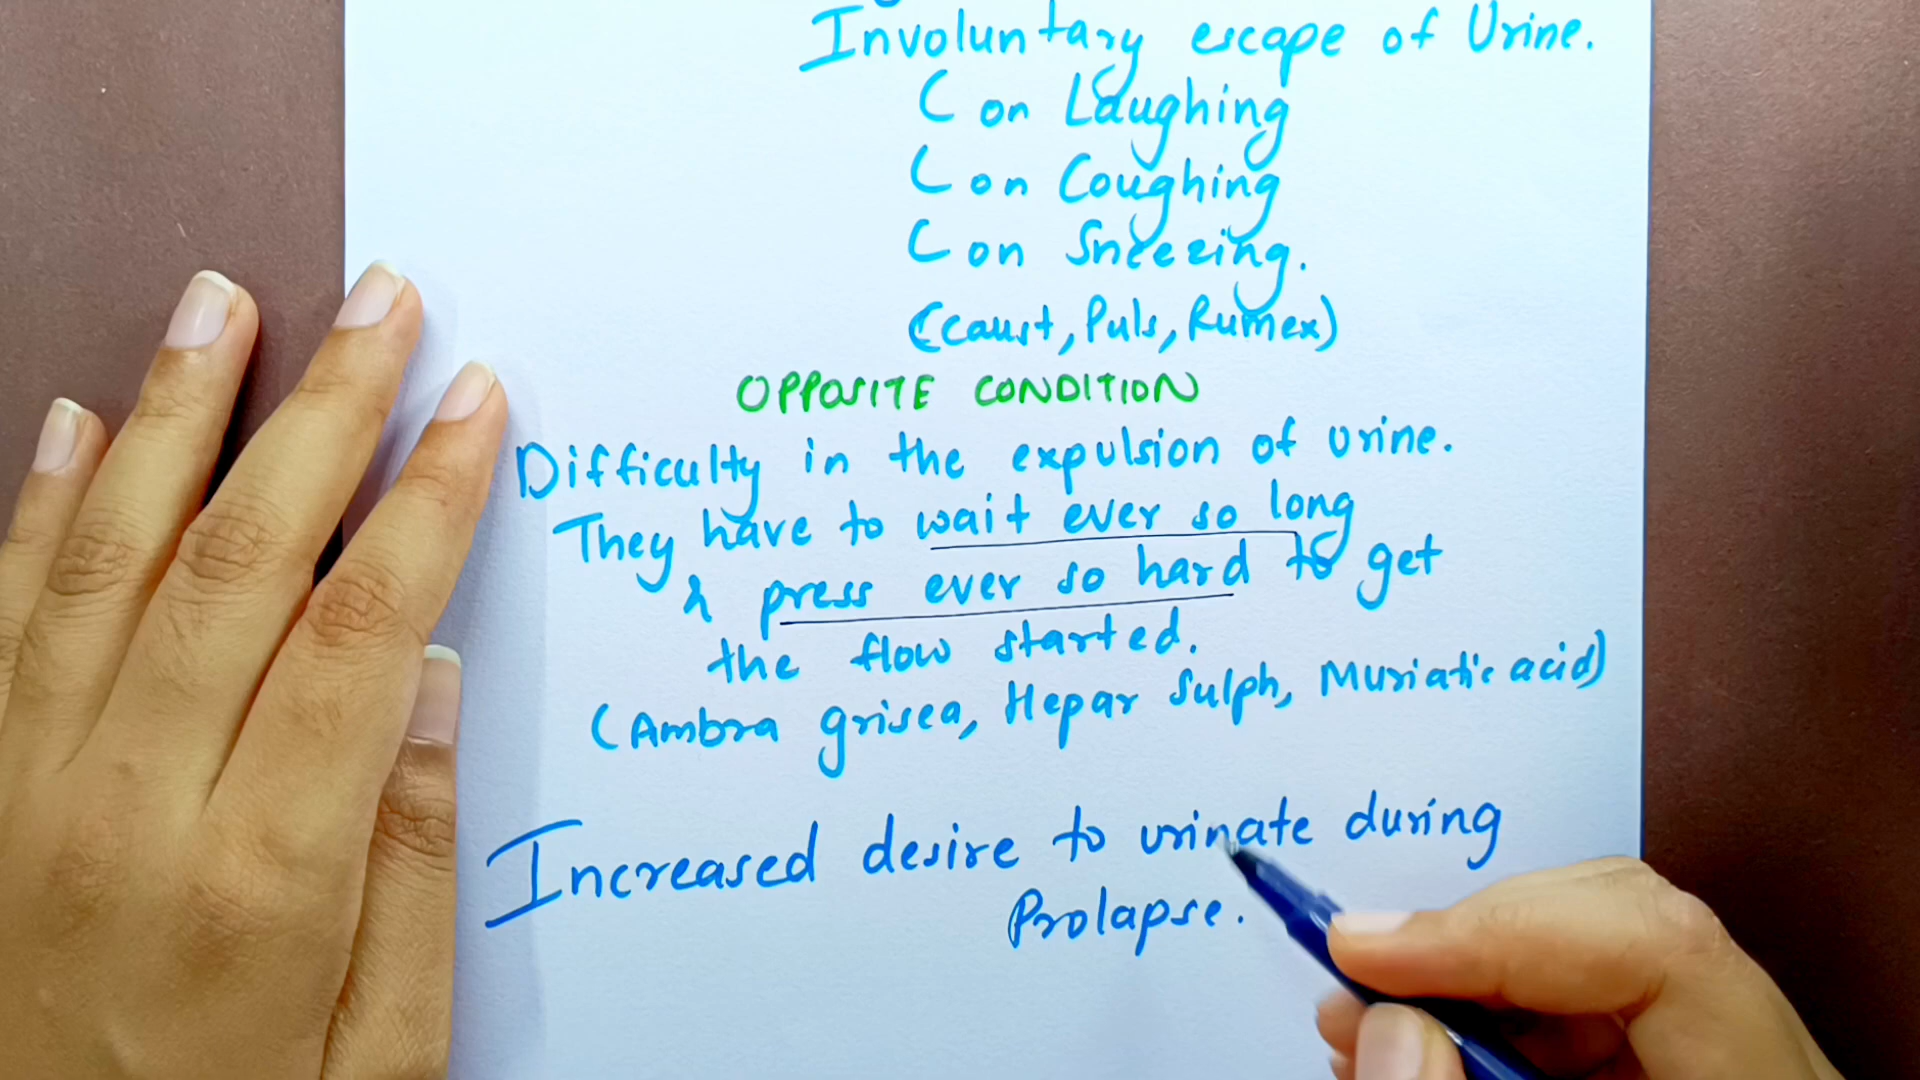 Involuntary escape of Urine.
C on Laughing
C on Coughing
C on Sneezing.
(Caust, Puls, Rumex)
OPPOSITE CONDITION
Difficulty in the expulsion of urine.
They have to wait ever so long
& press ever so hard to get
the flow started.
(Ambra grisea, Hepar Sulph, Muriatic acid)
Increased desire to urinate during
Prolapse.